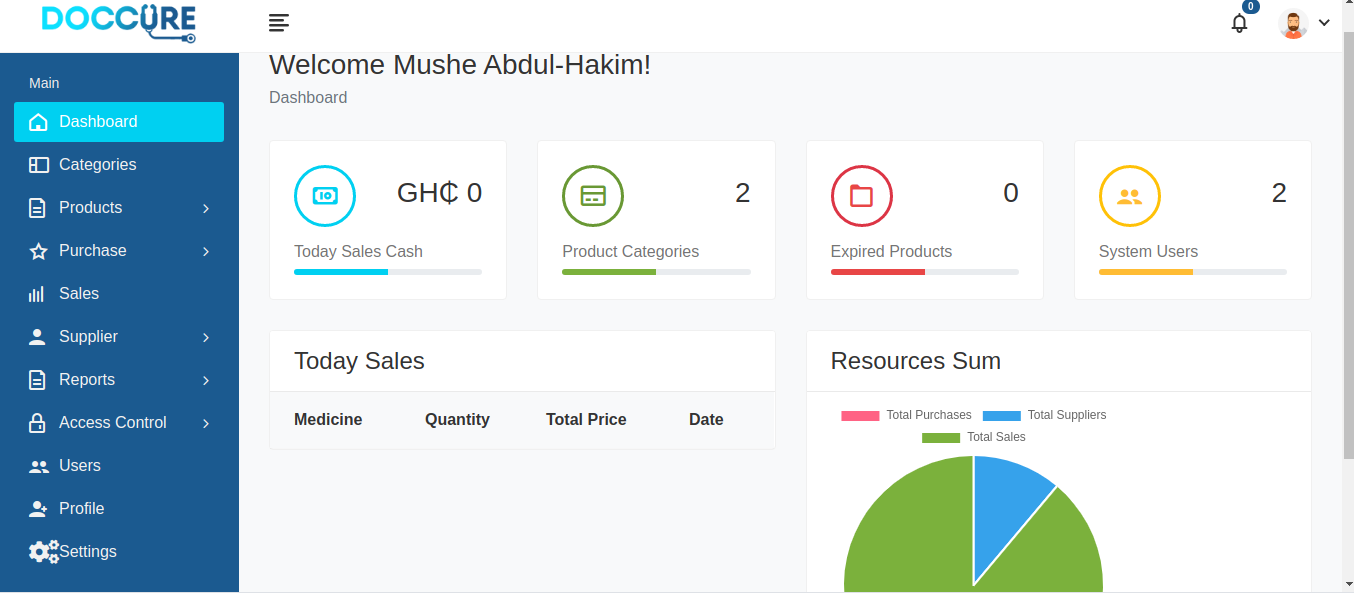 DOCCURE
0
Welcome Mushe Abdul-Hakim!
Dashboard
Main
Dashboard
Categories
Products
Purchase
Sales
Supplier
Reports
Access Control
Users
Profile
Settings
GH₵ 0
Today Sales Cash
2
Product Categories
0
Expired Products
2
System Users
Today Sales
Medicine Quantity Total Price Date
Resources Sum
Total Purchases Total Suppliers
Total Sales